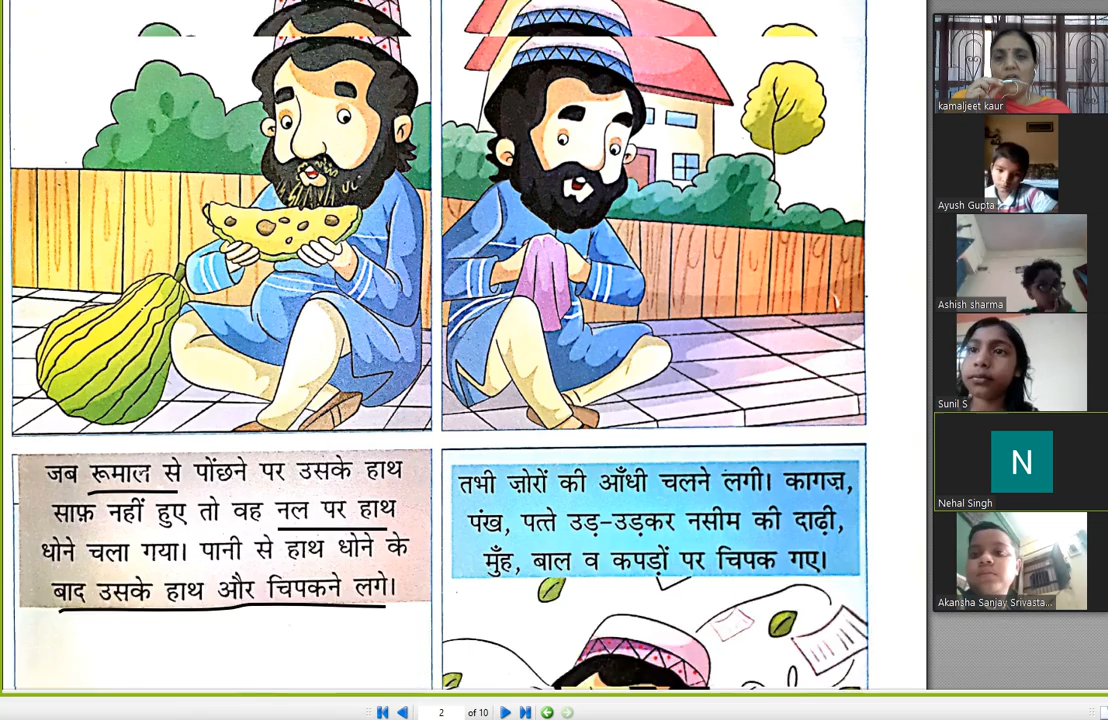 जब रूमाल से पोंछने पर उसके हाथ
साफ़ नहीं हुए तो वह नल पर हाथ
धोने चला गया। पानी से हाथ धोने के
बाद उसके हाथ और चिपकने लगे।
तभी ज़ोरों की आँधी चलने लगी। कागज़,
पंख, पत्ते उड़-उड़कर नसीम की दाढ़ी,
मुँह, बाल व कपड़ों पर चिपक गए।
kamaljeet kaur
Ayush Gupta
Ashish sharma
Sunil S
N
Nehal Singh
Akansha Sanjay Srivasta...
2 of 10